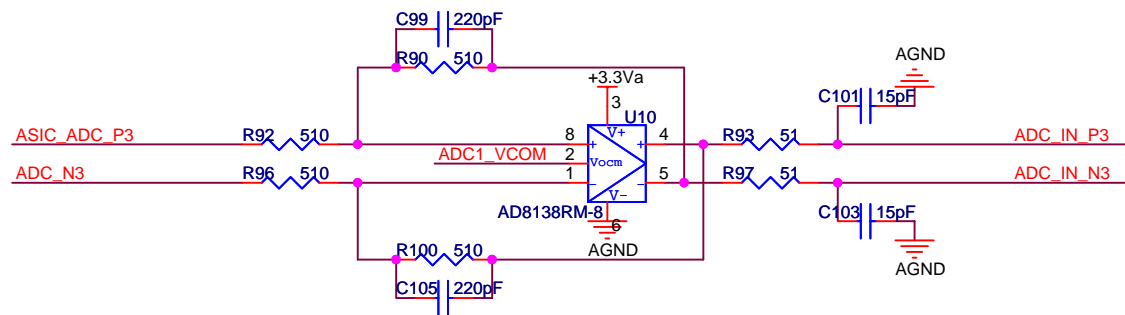 C99 220pF
R90 510
AGND
+3.3Va
3
C101 15pF
U10
V+
ASIC_ADC_P3
R92 510
8
+
+
4
R93 51
ADC_IN_P3
ADC1_VCOM
2
Vocm
ADC_N3
R96 510
1
-
-
5
R97 51
ADC_IN_N3
V-
AD8138RM-8
6
C103 15pF
R100 510
AGND
AGND
C105 220pF